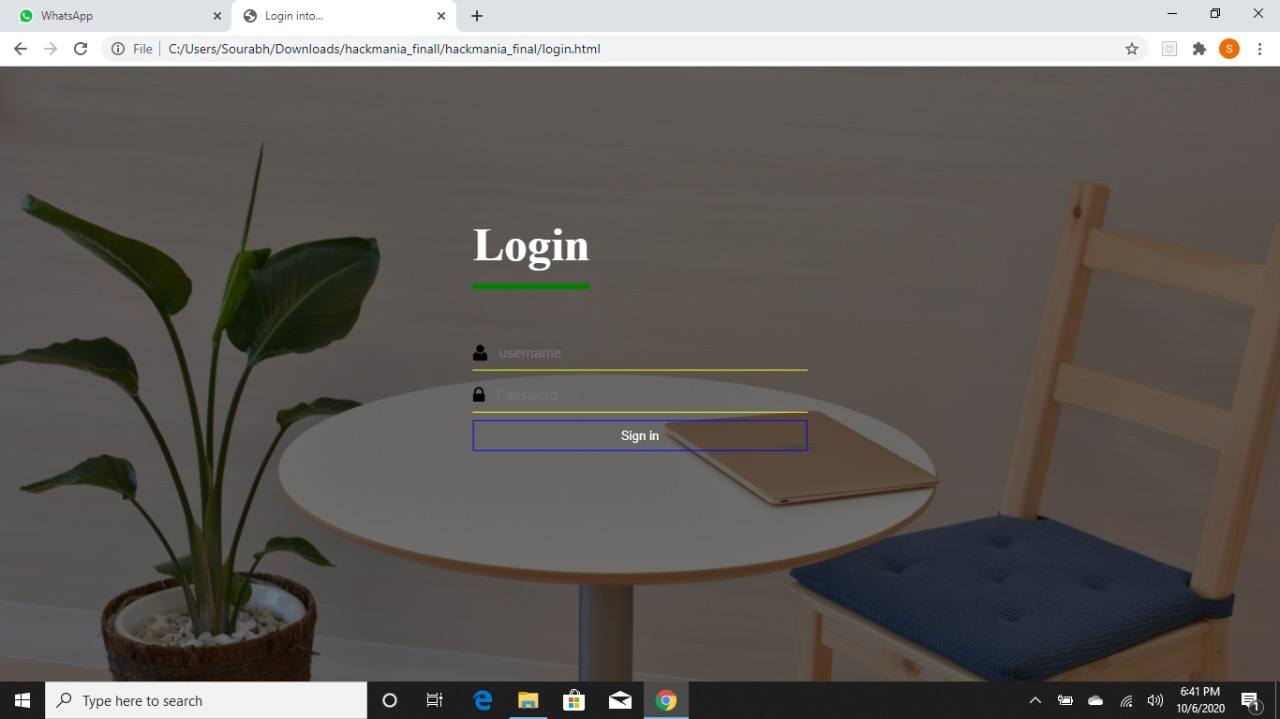 WhatsApp
Login into...
File C:/Users/Sourabh/Downloads/hackmania_finall/hackmania_final/login.html
S
Login
username
Password
Sign in
Type here to search
6:41 PM
10/6/2020
1